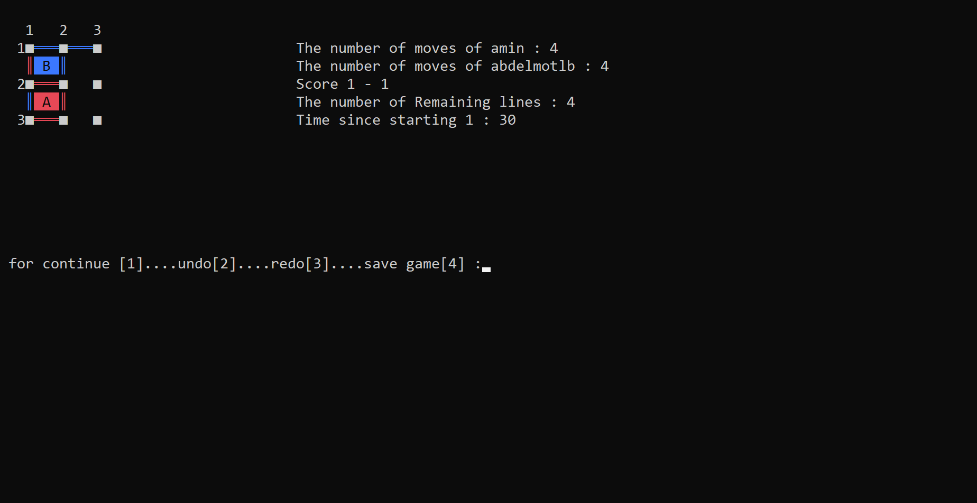 1 2 3
1 The number of moves of amin : 4
B The number of moves of abdelmotlb : 4
2 Score 1 - 1
A The number of Remaining lines : 4
3 Time since starting 1 : 30
for continue [1]....undo[2]....redo[3]....save game[4] :